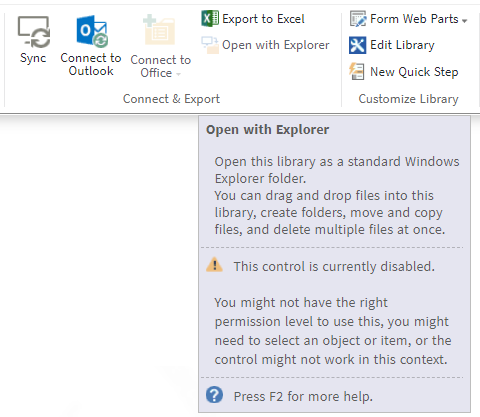 Sync
Connect to
Outlook
Connect to
Office
Export to Excel
Open with Explorer
Connect & Export
Form Web Parts
Edit Library
New Quick Step
Customize Library
Open with Explorer
Open this library as a standard Windows
Explorer folder.
You can drag and drop files into this
library, create folders, move and copy
files, and delete multiple files at once.
This control is currently disabled.
You might not have the right
permission level to use this, you might
need to select an object or item, or the
control might not work in this context.
Press F2 for more help.